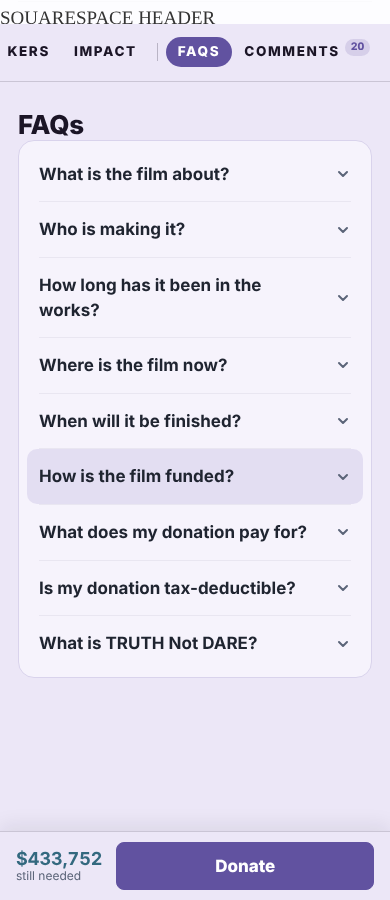 SQUARESPACE HEADER
KERS IMPACT FAQS COMMENTS 20
FAQs
What is the film about?
Who is making it?
How long has it been in the
works?
Where is the film now?
When will it be finished?
How is the film funded?
What does my donation pay for?
Is my donation tax-deductible?
What is TRUTH Not DARE?
$433,752
still needed
Donate